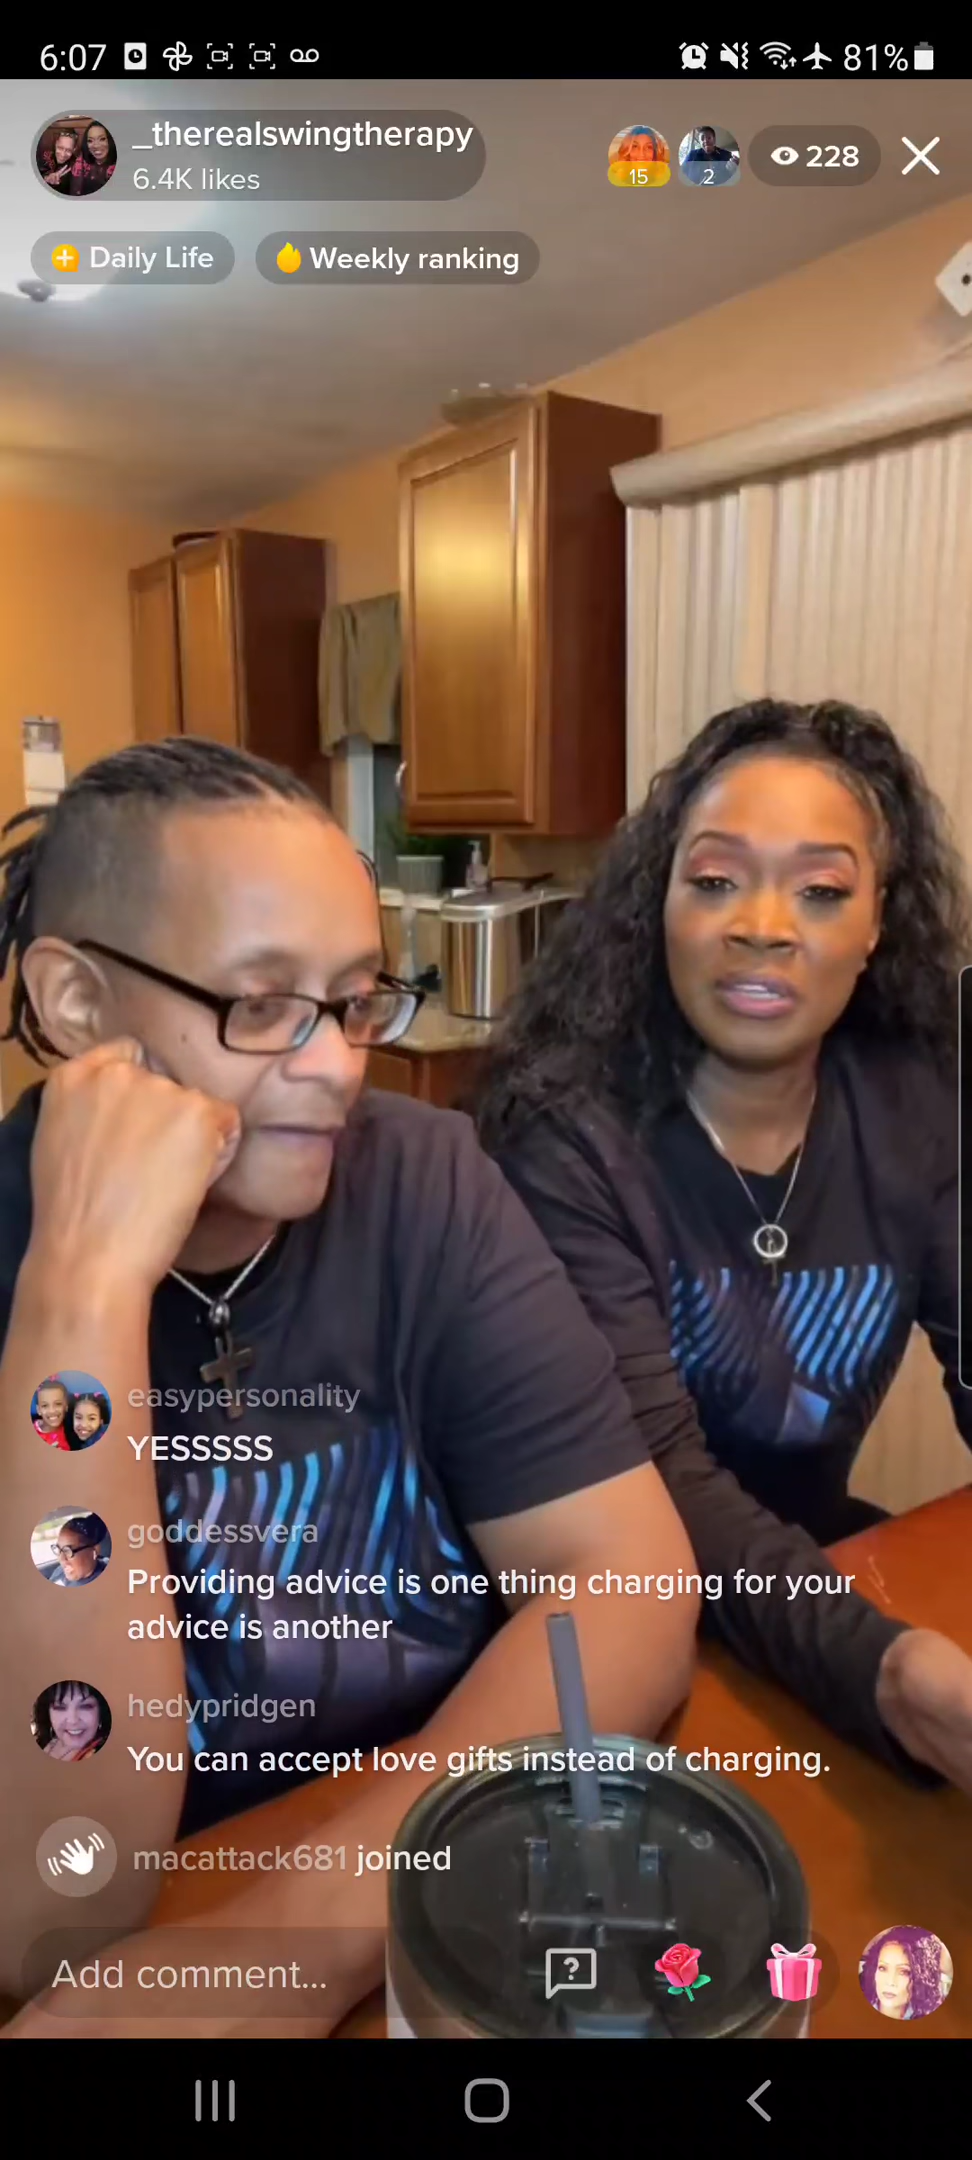 6:07
81%
_therealswingtherapy
6.4K likes
15
2
228
Daily Life
Weekly ranking
easypersonality
YESSSSS
goddessvera
Providing advice is one thing charging for your
advice is another
hedypridgen
You can accept love gifts instead of charging.
macattack681 joined
Add comment...
?